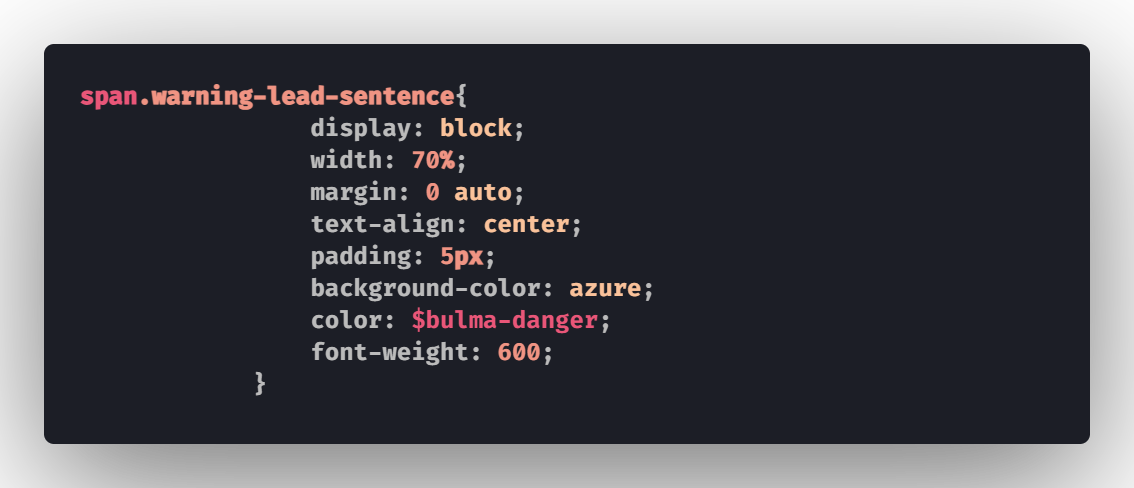 span.warning-lead-sentence{
display: block;
width: 70%;
margin: 0 auto;
text-align: center;
padding: 5px;
background-color: azure;
color: $bulma-danger;
font-weight: 600;
}